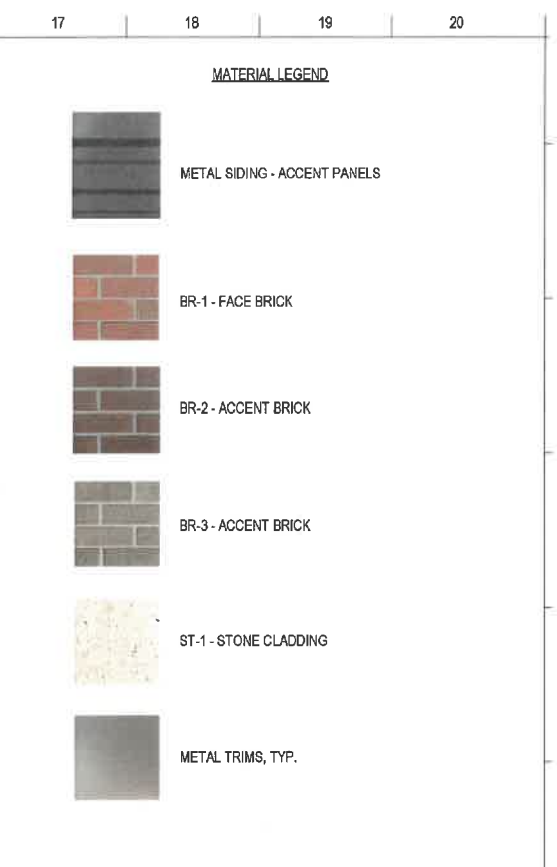 17 18 19 20
MATERIAL LEGEND
METAL SIDING - ACCENT PANELS
BR-1 - FACE BRICK
BR-2 - ACCENT BRICK
BR-3 - ACCENT BRICK
ST-1 - STONE CLADDING
METAL TRIMS, TYP.